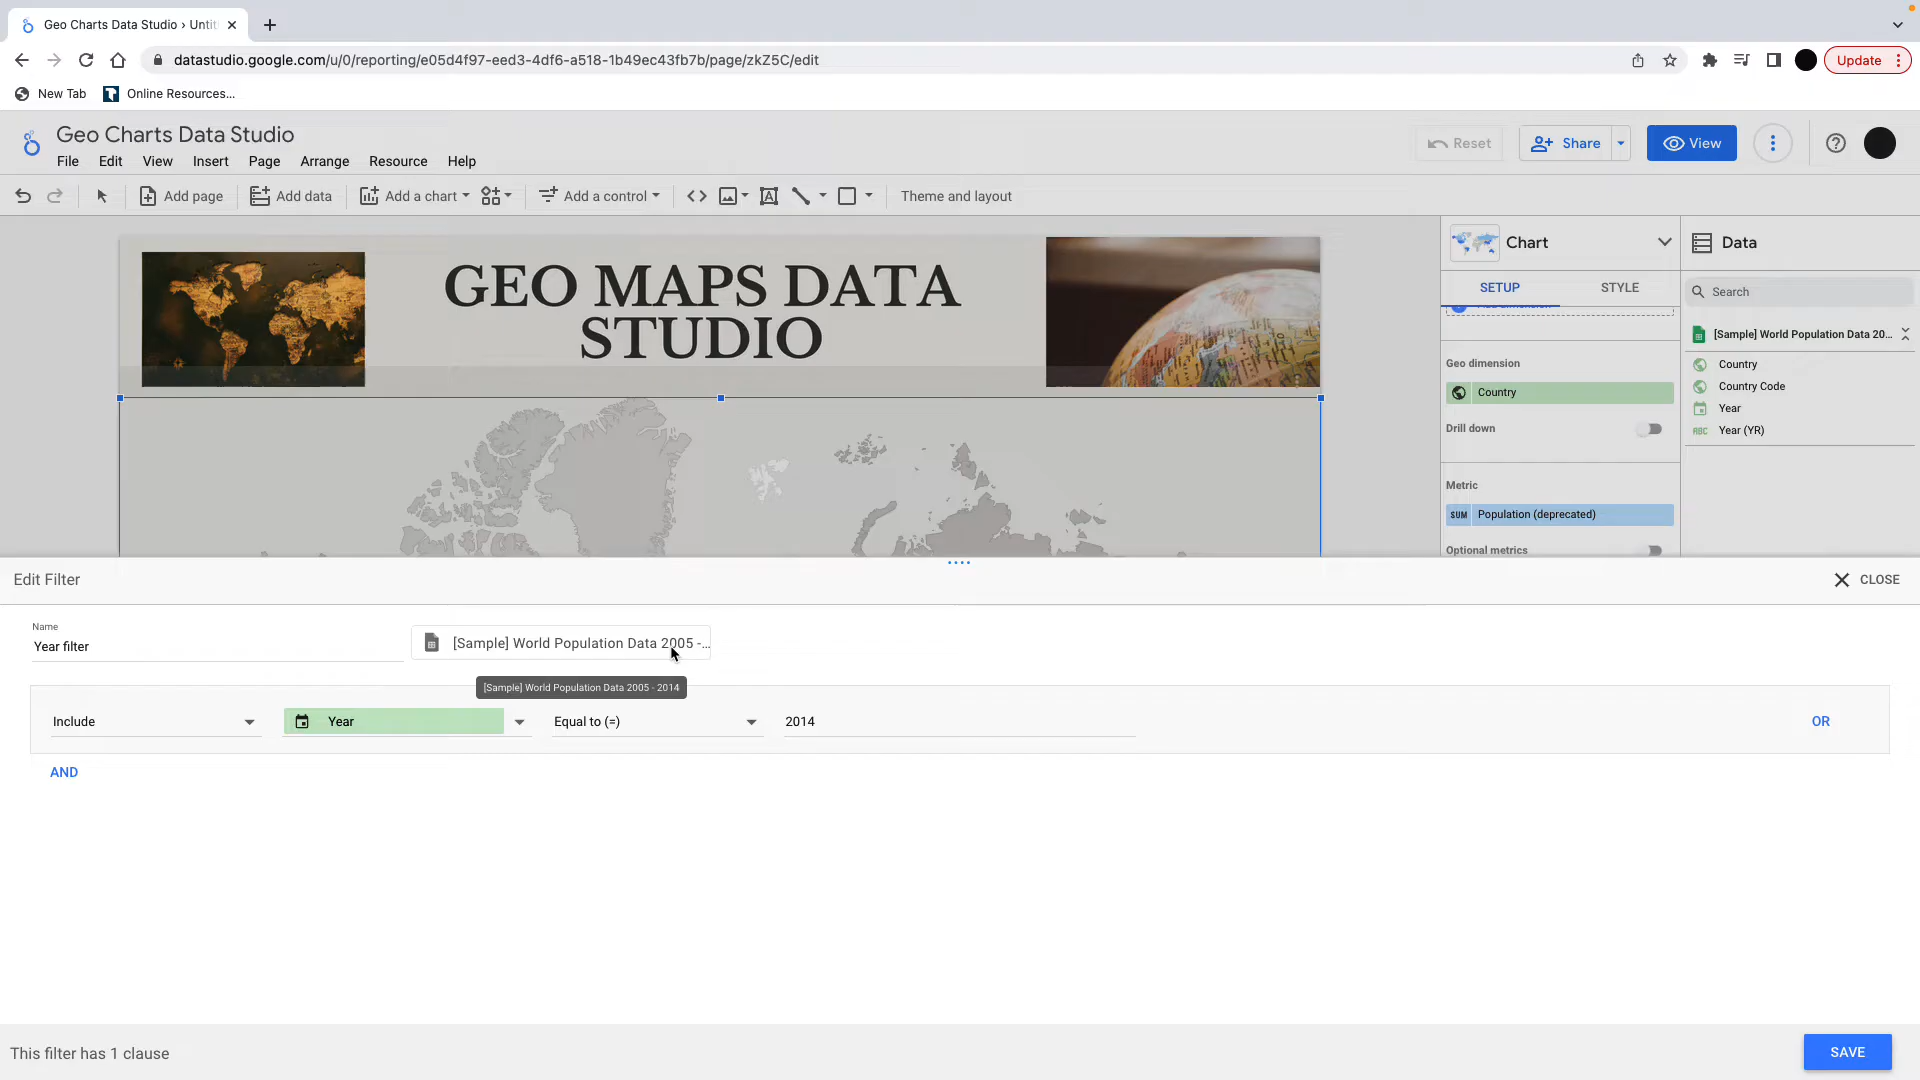 Geo Charts Data Studio › Untit
datastudio.google.com/u/0/reporting/e05d4f97-eed3-4df6-a518-1b49ec43fb7b/page/zkZ5C/edit
Update
New Tab
Online Resources...
Geo Charts Data Studio
File Edit View Insert Page Arrange Resource Help
Reset
Share
View
Add page
Add data
Add a chart
Add a control
Theme and layout
GEO MAPS DATA
STUDIO
Chart
SETUP
STYLE
Geo dimension
Country
Drill down
Metric
SUM Population (deprecated)
Optional metrics
Data
Search
[Sample] World Population Data 20...
Country
Country Code
Year
ABC Year (YR)
Edit Filter
CLOSE
Name
Year filter
[Sample] World Population Data 2005 -...
[Sample] World Population Data 2005 - 2014
Include
Year
Equal to (=)
2014
OR
AND
This filter has 1 clause
SAVE